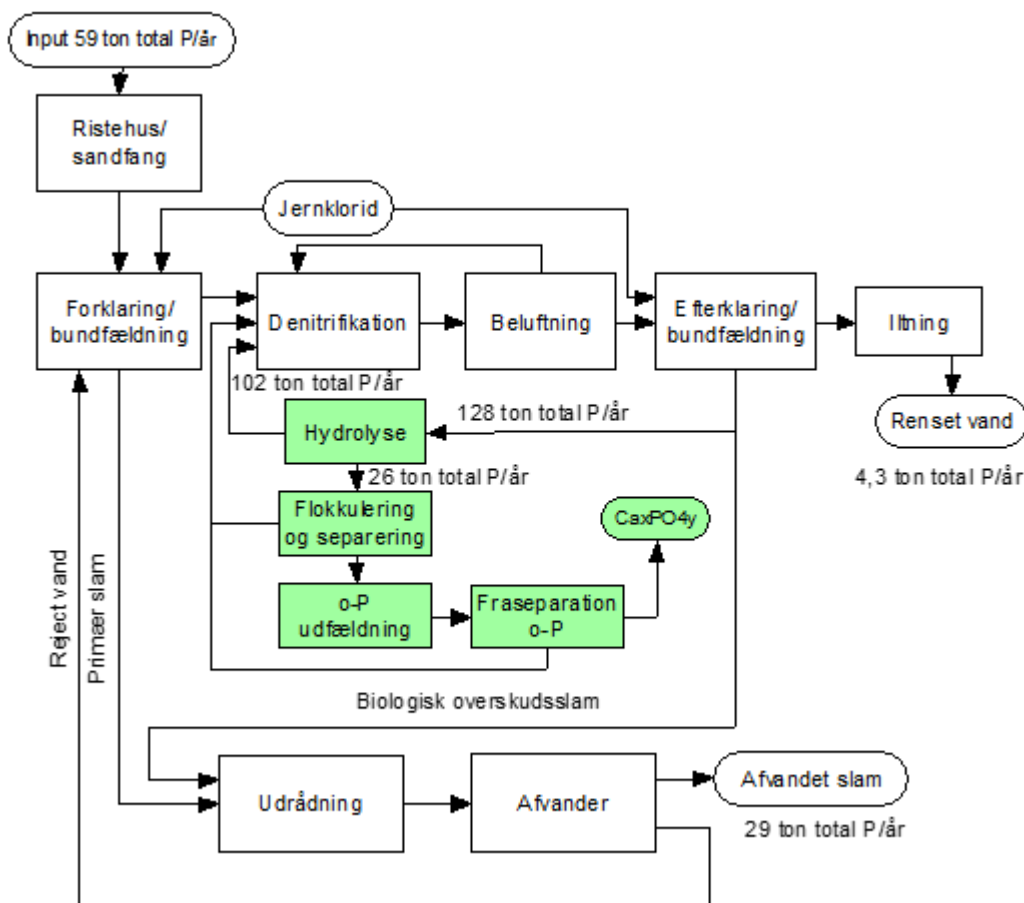 Input 59 ton total P/år
Ristehus/
sandfang
Jernklorid
Forklaring/
bundfældning
Denitrifikation
Beluftning
Efterklaring/
bundfældning
Iltning
102 ton total P/år
128 ton total P/år
Renset vand
Hydrolyse
26 ton total P/år
4,3 ton total P/år
Flokkulering
og separering
CaxPO4y
Reject vand
Primær slam
o-P
udfældning
Fraseparation
o-P
Biologisk overskudsslam
Udrådning
Afvander
Afvandet slam
29 ton total P/år